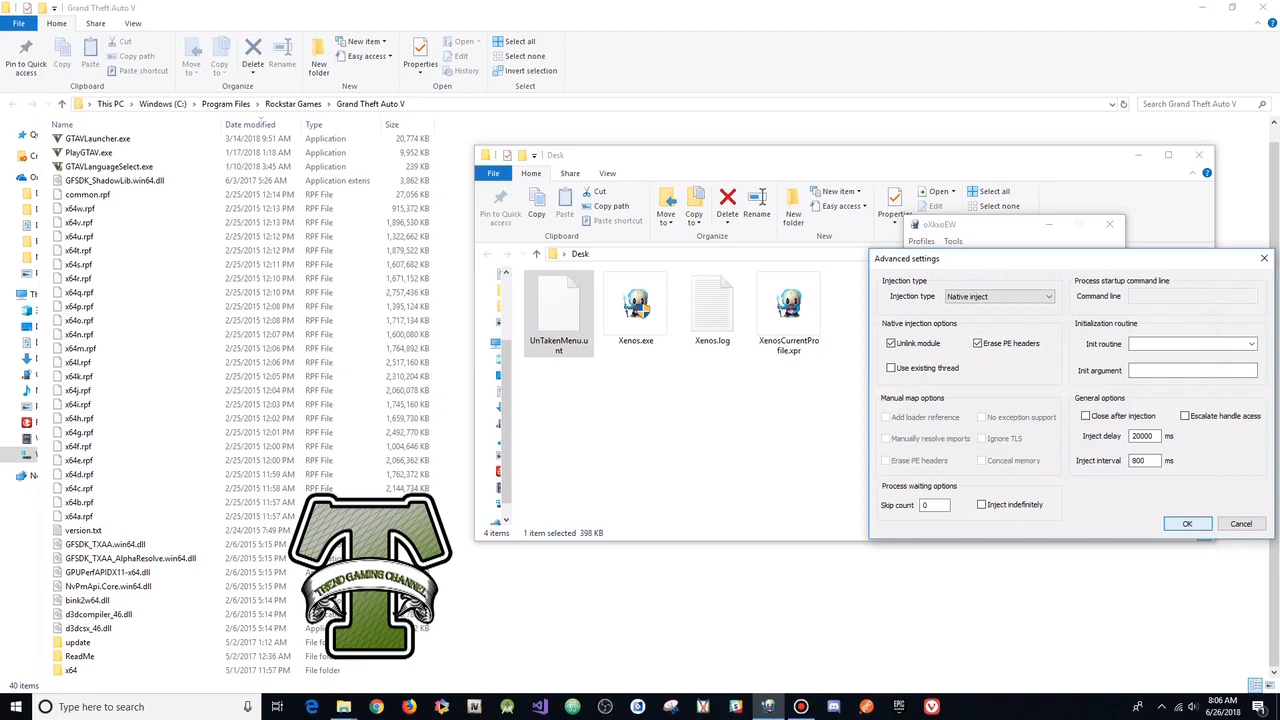 Grand Theft Auto V
File Home Share View
Pin to Quick access
Copy
Paste
Cut
Copy path
Paste shortcut
Clipboard
Move to
Copy to
Delete
Rename
Organize
New folder
New item
Easy access
New
Properties
Open
Edit
History
Open
Select all
Select none
Invert selection
Select
This PC > Windows (C:) > Program Files > Rockstar Games > Grand Theft Auto V
Search Grand Theft Auto V
Name Date modified Type Size
GTAVLauncher.exe 3/14/2018 9:51 AM Application 20,774 KB
PlayGTAV.exe 1/17/2018 1:18 AM Application 9,952 KB
GTAVLanguageSelect.exe 1/10/2018 3:45 AM Application 239 KB
GFSDK_ShadowLib.win64.dll 6/3/2017 5:26 AM Application extens 3,862 KB
common.rpf 2/25/2015 12:14 PM RPF File 27,056 KB
x64w.rpf 2/25/2015 12:13 PM RPF File 915,372 KB
x64v.rpf 2/25/2015 12:13 PM RPF File 1,896,530 KB
x64u.rpf 2/25/2015 12:13 PM RPF File 1,322,662 KB
x64t.rpf 2/25/2015 12:12 PM RPF File 1,879,529 KB
x64s.rpf 2/25/2015 12:11 PM RPF File 1,607,682 KB
x64r.rpf 2/25/2015 12:10 PM RPF File 1,671,152 KB
x64q.rpf 2/25/2015 12:10 PM RPF File 2,757,436 KB
x64p.rpf 2/25/2015 12:08 PM RPF File 1,395,124 KB
x64o.rpf 2/25/2015 12:08 PM RPF File 1,524,640 KB
x64n.rpf 2/25/2015 12:07 PM RPF File 1,600,080 KB
x64m.rpf 2/25/2015 12:07 PM RPF File 1,764,892 KB
x64l.rpf 2/25/2015 12:06 PM RPF File 2,517,160 KB
x64k.rpf 2/25/2015 12:05 PM RPF File 2,310,204 KB
x64j.rpf 2/25/2015 12:04 PM RPF File 2,060,078 KB
x64i.rpf 2/25/2015 12:03 PM RPF File 1,745,160 KB
x64h.rpf 2/25/2015 12:02 PM RPF File 1,659,730 KB
x64g.rpf 2/25/2015 12:01 PM RPF File 2,492,770 KB
x64f.rpf 2/25/2015 12:00 PM RPF File 1,004,646 KB
x64e.rpf 2/25/2015 12:00 PM RPF File 2,066,362 KB
x64d.rpf 2/25/2015 11:59 AM RPF File 1,762,372 KB
x64c.rpf 2/25/2015 11:58 AM RPF File 2,144,734 KB
x64b.rpf 2/25/2015 11:57 AM
x64a.rpf 2/25/2015 11:57 AM
version.txt 2/24/2015 7:49 PM
GFSDK_TXAA.win64.dll 2/6/2015 5:15 PM
GFSDK_TXAA_AlphaResolve.win64.dll 2/6/2015 5:15 PM
GPUPerfAPIDX11-x64.dll 2/6/2015 5:15 PM
NvPmApi.Core.win64.dll 2/6/2015 5:15 PM
bink2w64.dll 2/6/2015 5:14 PM
d3dcompiler_46.dll 2/6/2015 5:14 PM
d3dcsx_46.dll 2/6/2015 5:14 PM
update 5/2/2017 1:12 AM
ReadMe 5/2/2017 12:36 AM
x64 5/1/2017 11:57 PM File folder
40 items
THEND GAMING CHANNEL
Desk
File Home Share View
Pin to Quick access
Copy
Paste
Cut
Copy path
Paste shortcut
Clipboard
Move to
Copy to
Delete
Rename
Organize
New folder
New item
Easy access
New
Properties
Open
Edit
Select all
Select none
Desk
UnTakenMenu.unt
Xenos.exe
Xenos.log
XenosCurrentProfile.xpr
4 items 1 item selected 398 KB
oXkxoEW
Profiles Tools
Advanced settings
Injection type
Injection type Native inject
Process startup command line
Command line
Native injection options
Unlink module
Erase PE headers
Use existing thread
Initialization routine
Init routine
Init argument
Manual map options
Add loader reference
No exception support
Manually resolve imports
Ignore TLS
Erase PE headers
Conceal memory
General options
Close after injection
Escalate handle acess
Inject delay 20000 ms
Inject interval 800 ms
Process waiting options
Skip count 0
Inject indefinitely
OK Cancel
Type here to search
8:06 AM
6/26/2018